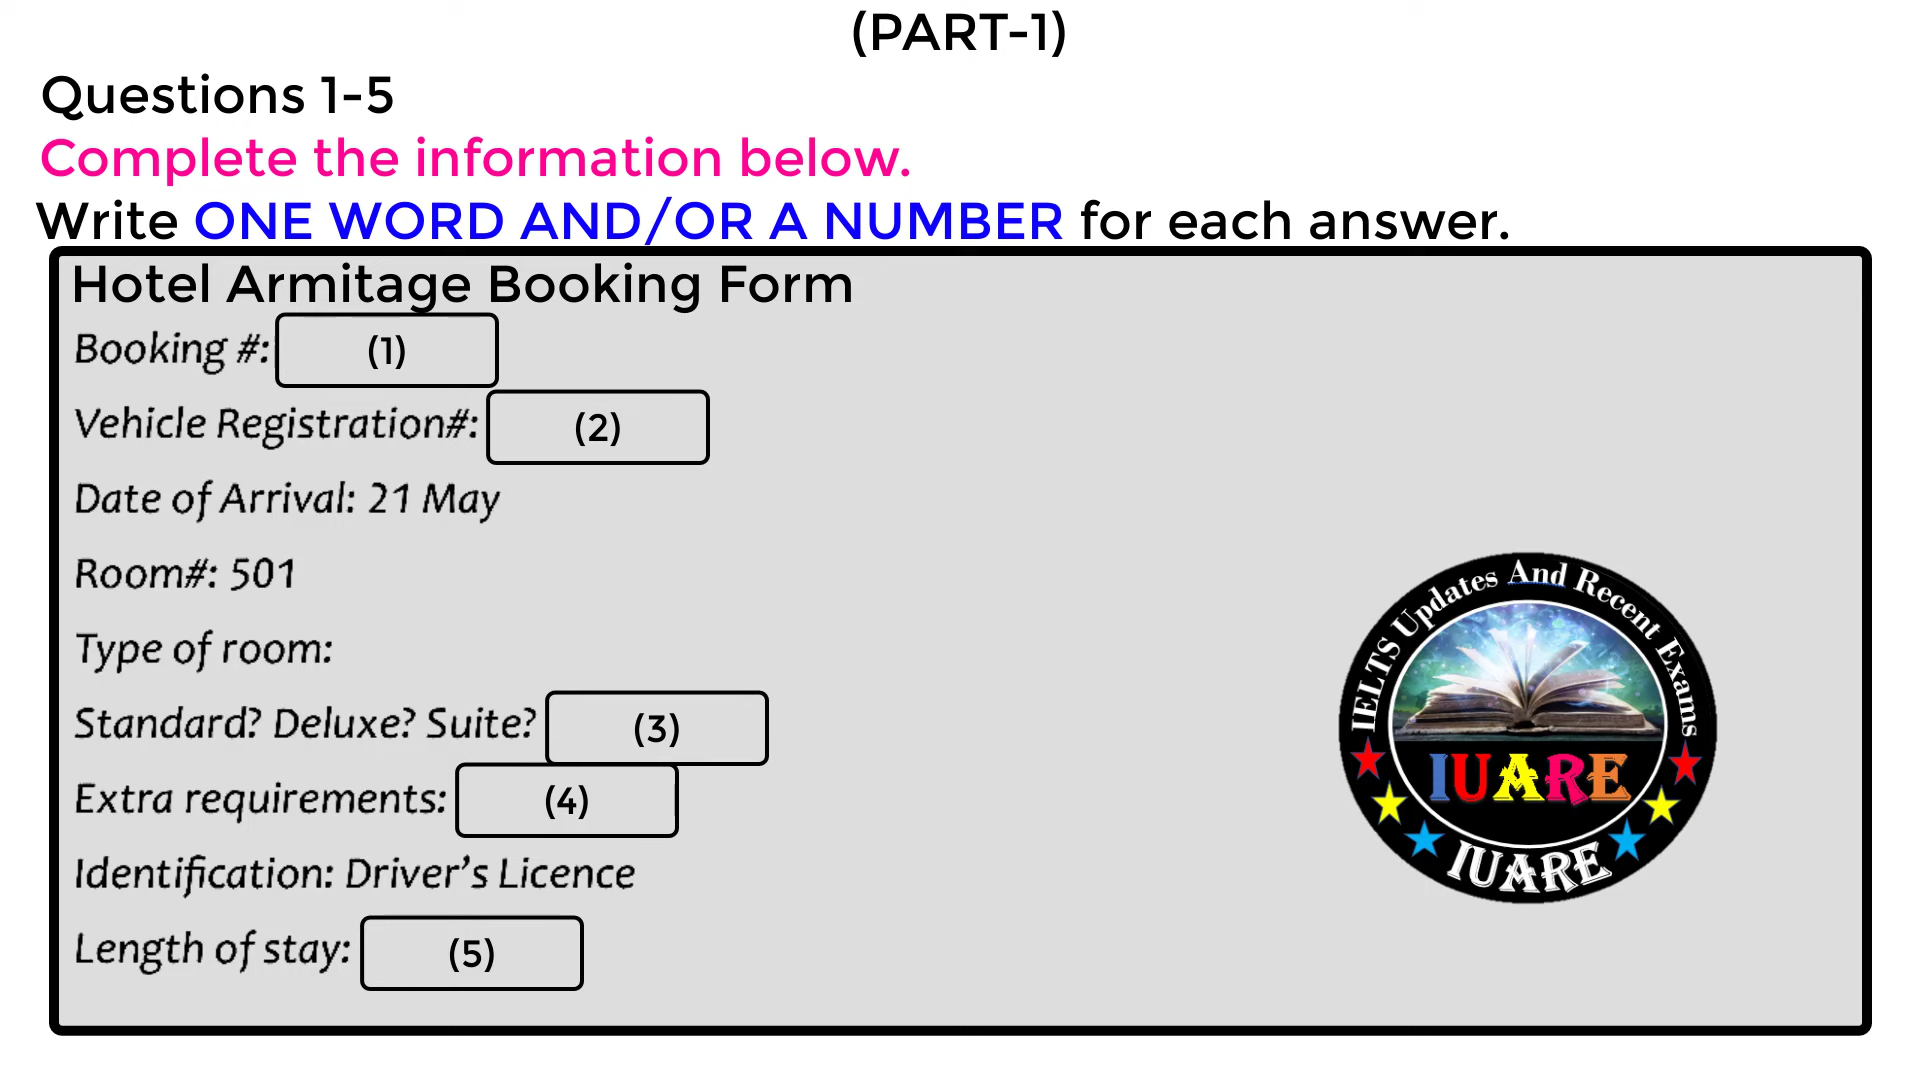 (PART-1)
Questions 1-5
Complete the information below.
Write ONE WORD AND/OR A NUMBER for each answer.
Hotel Armitage Booking Form
Booking #: (1)
Vehicle Registration#: (2)
Date of Arrival: 21 May
Room#: 501
Type of room:
Standard? Deluxe? Suite? (3)
Extra requirements: (4)
Identification: Driver's Licence
Length of stay: (5)
IELTS Updates And Recent Exams
IUARE
IUARE